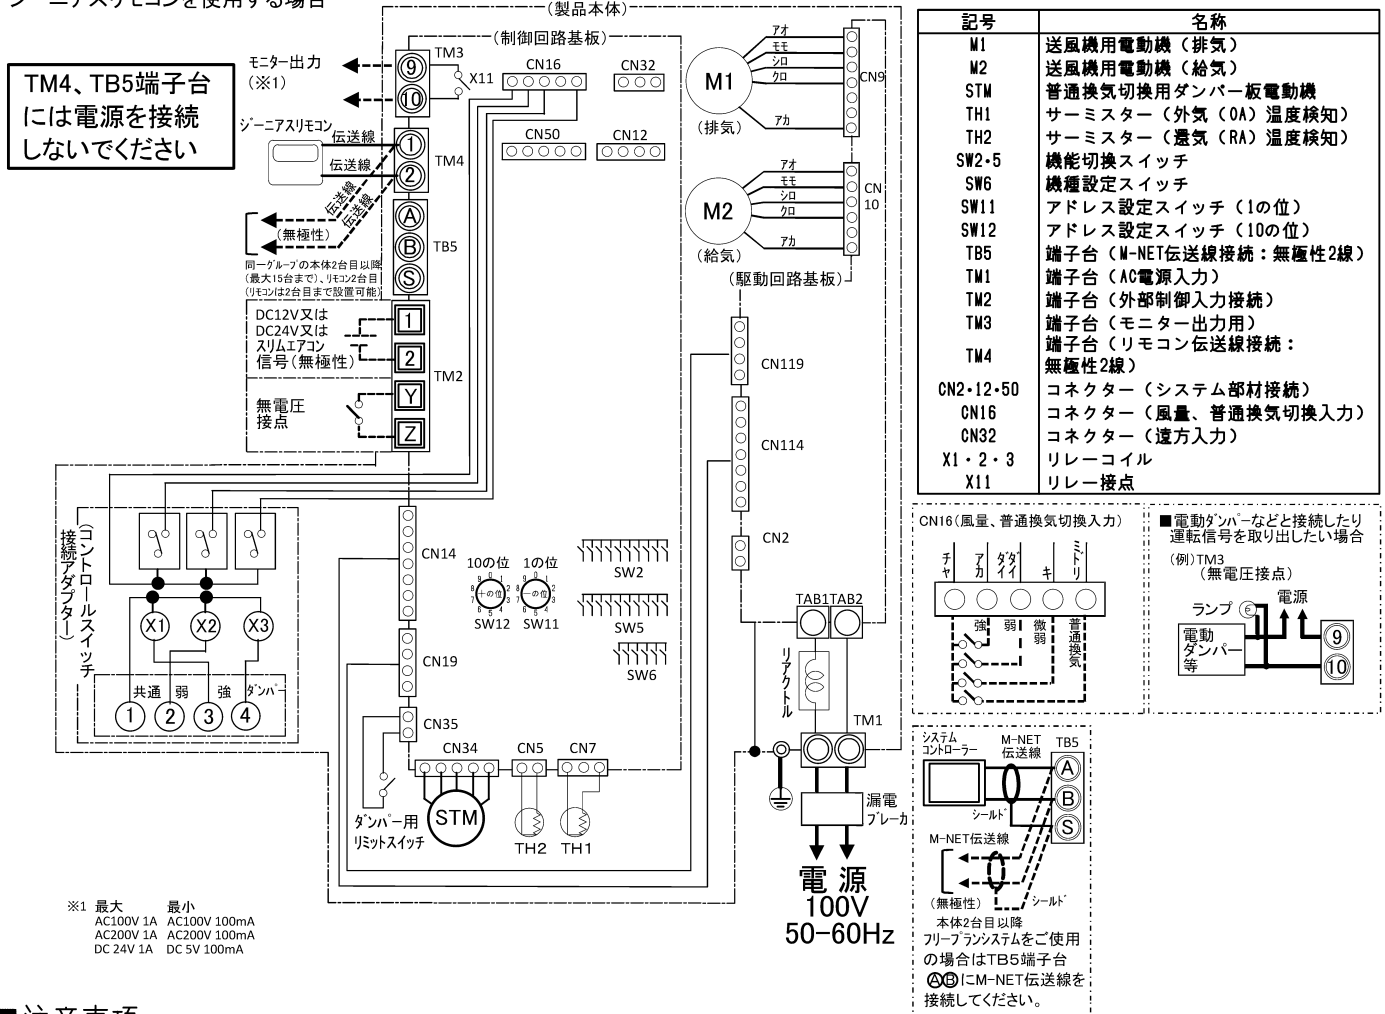 ジーニアスリモコンを使用する場合
(製品本体)
(制御回路基板)
TM4、TB5端子台
には電源を接続
しないでください
モニター出力
(※1)
⑨
⑩
TM3
X11
CN16
CN32
CN50
CN12
ジーニアスリモコン
伝送線
伝送線
①
②
TM4
伝送線
伝送線
(無極性)
Ⓐ
Ⓑ
Ⓢ
TB5
同一グループの本体2台目以降
(最大15台まで)、リモコン2台目
(リモコンは2台目まで設置可能)
DC12V又は
DC24V又は
スリムエアコン
信号(無極性)
1
2
TM2
無電圧
接点
Y
Z
M1
(排気)
アオ
モモ
シロ
クロ
アカ
CN9
M2
(給気)
アオ
モモ
シロ
クロ
アカ
CN
10
(駆動回路基板)
CN119
CN114
CN2
TAB1 TAB2
リアクトル
TM1
漏電
ブレーカ
電 源
100V
50-60Hz
(コントロールスイッチ
接続アダプター)
X1
X2
X3
共通 弱 強 ダンパー
① ② ③ ④
CN14
CN19
CN35
10の位 1の位
0 1 2 3 4 5 6 7 8 9
十の位
0 1 2 3 4 5 6 7 8 9
一の位
SW12 SW11
SW2
SW5
SW6
CN34 CN5 CN7
STM
TH2 TH1
ダンパー用
リミットスイッチ
※1 最大 最小
AC100V 1A AC100V 100mA
AC200V 1A AC200V 100mA
DC 24V 1A DC 5V 100mA
記号 名称
M1 送風機用電動機(排気)
M2 送風機用電動機(給気)
STM 普通換気切換用ダンパー板電動機
TH1 サーミスター(外気(OA)温度検知)
TH2 サーミスター(還気(RA)温度検知)
SW2・5 機能切換スイッチ
SW6 機種設定スイッチ
SW11 アドレス設定スイッチ(1の位)
SW12 アドレス設定スイッチ(10の位)
TB5 端子台(M-NET伝送線接続:無極性2線)
TM1 端子台(AC電源入力)
TM2 端子台(外部制御入力接続)
TM3 端子台(モニター出力用)
TM4 端子台(リモコン伝送線接続:
無極性2線)
CN2・12・50 コネクター(システム部材接続)
CN16 コネクター(風量、普通換気切換入力)
CN32 コネクター(遠方入力)
X1・2・3 リレーコイル
X11 リレー接点
CN16(風量、普通換気切換入力)
チャ
アカ
ダイダイ
キ
ミドリ
強
弱
微弱
普通換気
■電動ダンパーなどと接続したり
運転信号を取り出したい場合
(例)TM3
(無電圧接点)
ランプ
電源
電動
ダンパー
等
⑨
⑩
システム
コントローラー
M-NET
伝送線
TB5
Ⓐ
Ⓑ
Ⓢ
シールド
M-NET伝送線
(無極性)
シールド
本体2台目以降
フリープランシステムをご使用
の場合はTB5端子台
ⒶⒷにM-NET伝送線を
接続してください。
■注意事項